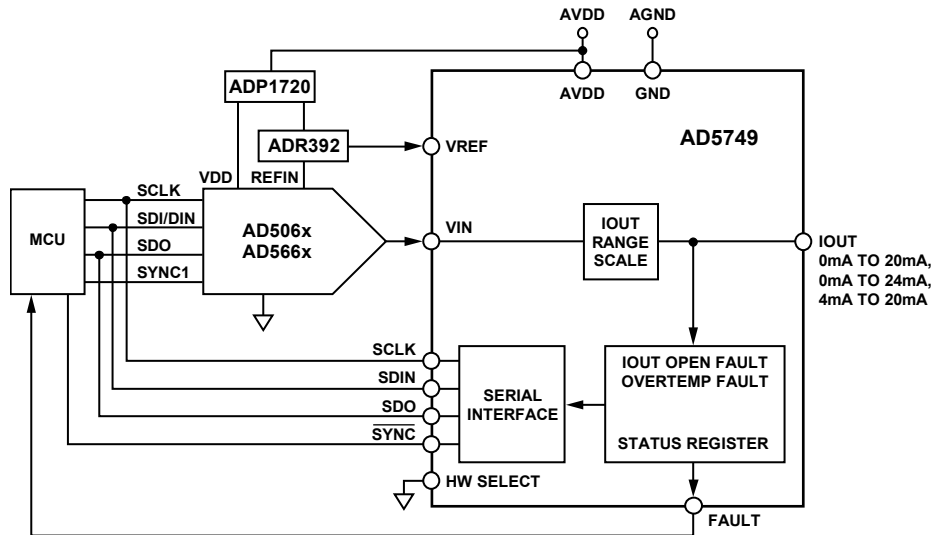 AVDD
AGND
ADP1720
AVDD
GND
AD5749
ADR392
VREF
VDD
REFIN
SCLK
MCU
SDI/DIN
SDO
SYNC1
AD506x
AD566x
VIN
IOUT
RANGE
SCALE
IOUT
0mA TO 20mA,
0mA TO 24mA,
4mA TO 20mA
SCLK
SDIN
SDO
SYNC
SERIAL
INTERFACE
IOUT OPEN FAULT
OVERTEMP FAULT
STATUS REGISTER
HW SELECT
FAULT